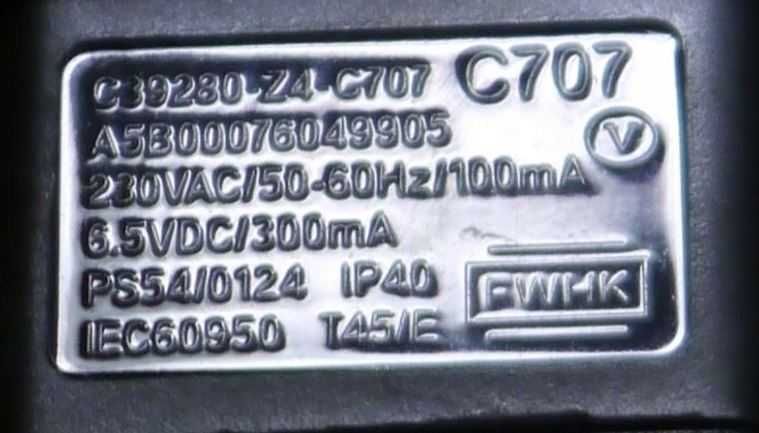 C39280-Z4-C707 C707
A5B00076049905
V
230VAC/50-60Hz/100mA
6.5VDC/300mA
PS54/0124 IP40
FWHK
IEC60950 T45/E